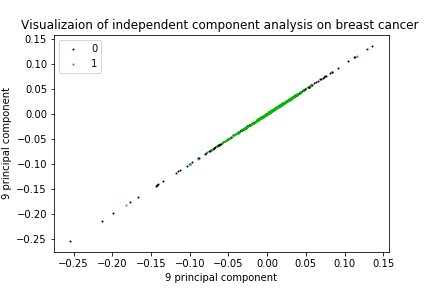 Visualizaion of independent component analysis on breast cancer
0
1
0.15
0.10
0.05
0.00
−0.05
−0.10
−0.15
−0.20
−0.25
9 principal component
−0.25 −0.20 −0.15 −0.10 −0.05 0.00 0.05 0.10 0.15
9 principal component